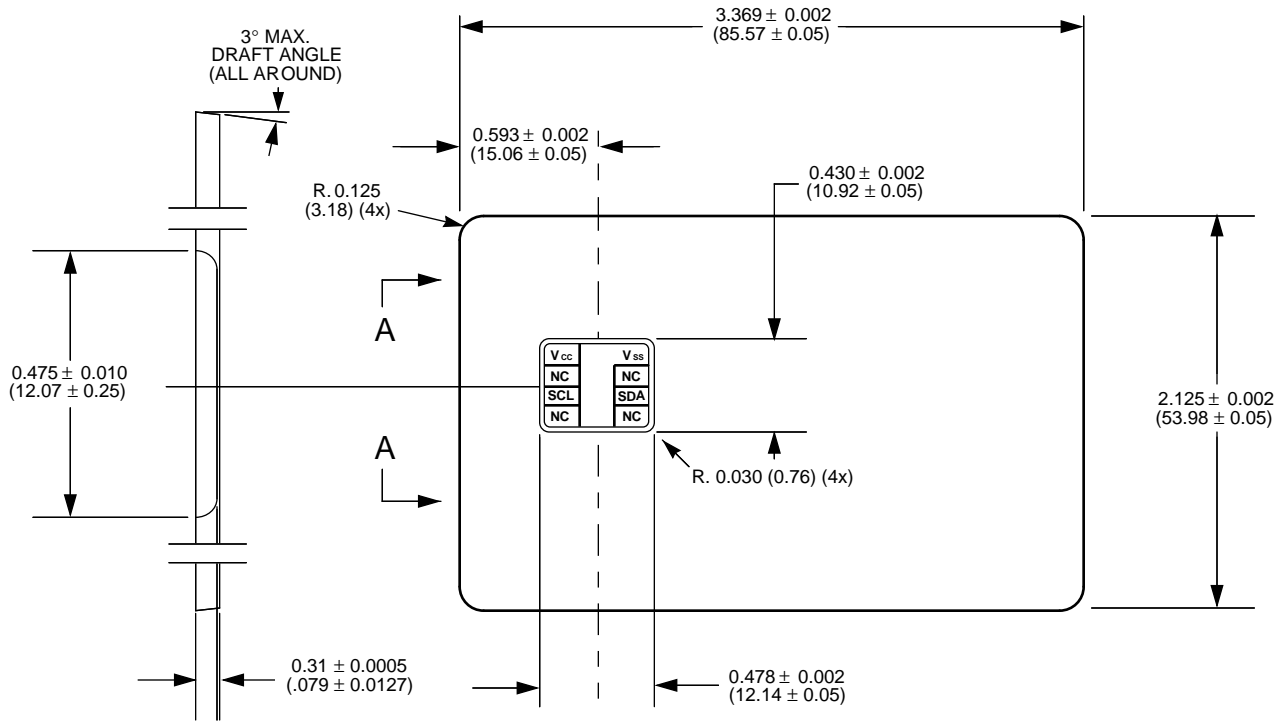 3.369 ± 0.002
(85.57 ± 0.05)
3° MAX.
DRAFT ANGLE
(ALL AROUND)
0.593 ± 0.002
(15.06 ± 0.05)
0.430 ± 0.002
(10.92 ± 0.05)
R. 0.125
(3.18) (4x)
A
Vcc Vss
NC NC
SCL SDA
NC NC
0.475 ± 0.010
(12.07 ± 0.25)
2.125 ± 0.002
(53.98 ± 0.05)
A
R. 0.030 (0.76) (4x)
0.31 ± 0.0005
(.079 ± 0.0127)
0.478 ± 0.002
(12.14 ± 0.05)